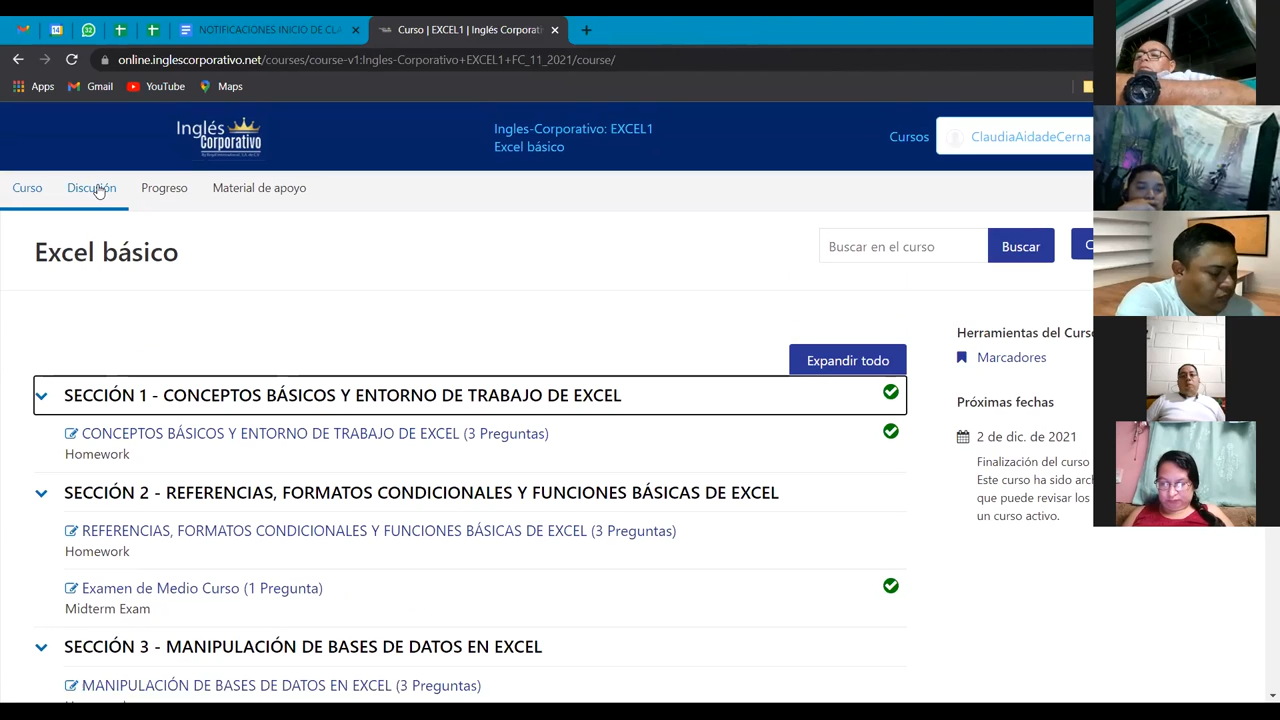 14
32
NOTIFICACIONES INICIO DE CLA
Curso | EXCEL1 | Inglés Corporati
online.inglescorporativo.net/courses/course-v1:Ingles-Corporativo+EXCEL1+FC_11_2021/course/
Apps
Gmail
YouTube
Maps
Inglés
Corporativo
Ingles-Corporativo: EXCEL1
Excel básico
Cursos
ClaudiaAidadeCerna
Curso
Discusión
Progreso
Material de apoyo
Excel básico
Buscar en el curso
Buscar
Expandir todo
Herramientas del Curso
Marcadores
SECCIÓN 1 - CONCEPTOS BÁSICOS Y ENTORNO DE TRABAJO DE EXCEL
CONCEPTOS BÁSICOS Y ENTORNO DE TRABAJO DE EXCEL (3 Preguntas)
Homework
Próximas fechas
2 de dic. de 2021
Finalización del curso
Este curso ha sido arc
que puede revisar los
un curso activo.
SECCIÓN 2 - REFERENCIAS, FORMATOS CONDICIONALES Y FUNCIONES BÁSICAS DE EXCEL
REFERENCIAS, FORMATOS CONDICIONALES Y FUNCIONES BÁSICAS DE EXCEL (3 Preguntas)
Homework
Examen de Medio Curso (1 Pregunta)
Midterm Exam
SECCIÓN 3 - MANIPULACIÓN DE BASES DE DATOS EN EXCEL
MANIPULACIÓN DE BASES DE DATOS EN EXCEL (3 Preguntas)